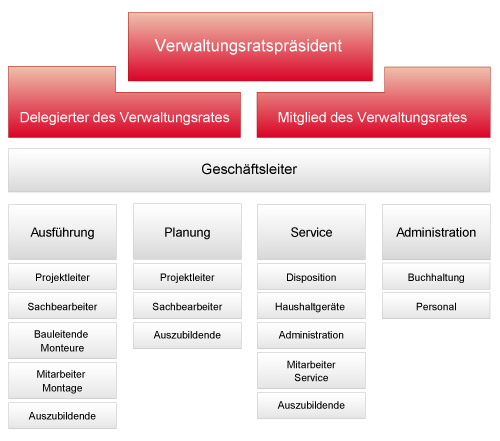 Verwaltungsratspräsident
Delegierter des Verwaltungsrates
Mitglied des Verwaltungsrates
Geschäftsleiter
Ausführung
Projektleiter
Sachbearbeiter
Bauleitende
Monteure
Mitarbeiter
Montage
Auszubildende
Planung
Projektleiter
Sachbearbeiter
Auszubildende
Service
Disposition
Haushaltgeräte
Administration
Mitarbeiter
Service
Auszubildende
Administration
Buchhaltung
Personal